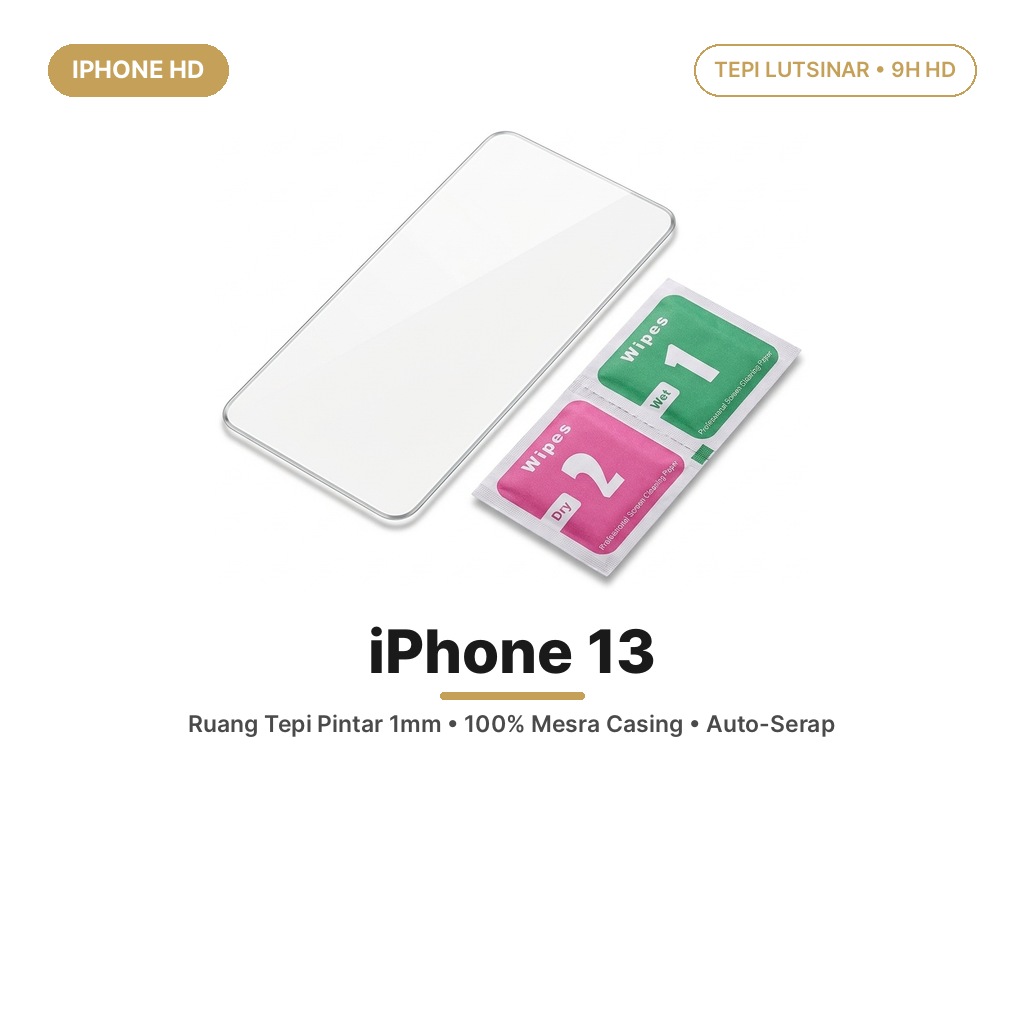 IPHONE HD
TEPI LUTSINAR • 9H HD
Wipes
1
Wet
Professional Screen Cleaning Paper
Wipes
2
Dry
Professional Screen Cleaning Paper
iPhone 13
Ruang Tepi Pintar 1mm • 100% Mesra Casing • Auto-Serap